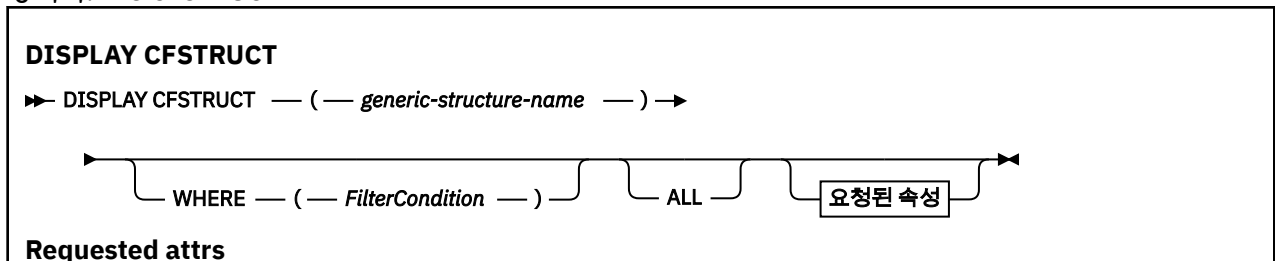 DISPLAY CFSTRUCT
DISPLAY CFSTRUCT — ( — generic-structure-name — )
WHERE — ( — FilterCondition — ) ALL 요청된 속성
Requested attrs